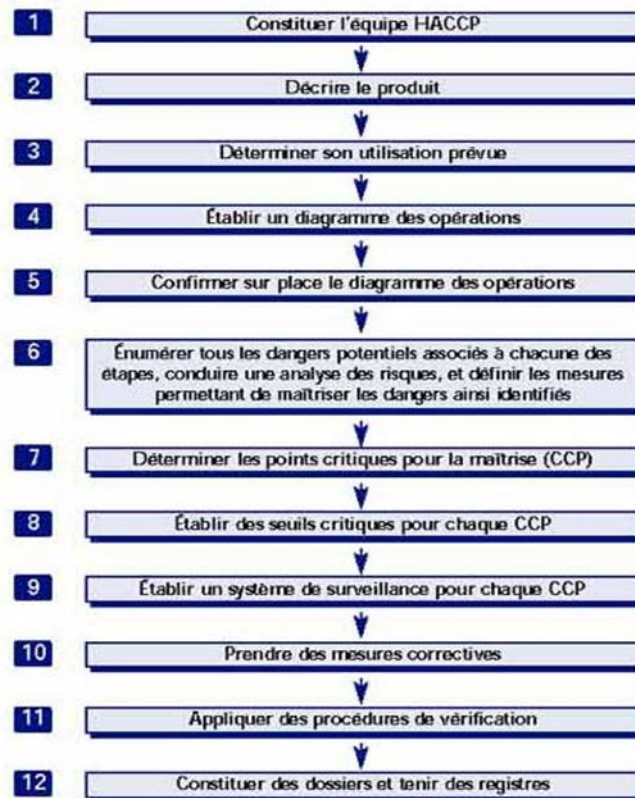 1 Constituer l'équipe HACCP
2 Décrire le produit
3 Déterminer son utilisation prévue
4 Établir un diagramme des opérations
5 Confirmer sur place le diagramme des opérations
6 Énumérer tous les dangers potentiels associés à chacune des
étapes, conduire une analyse des risques, et définir les mesures
permettant de maîtriser les dangers ainsi identifiés
7 Déterminer les points critiques pour la maîtrise (CCP)
8 Établir des seuils critiques pour chaque CCP
9 Établir un système de surveillance pour chaque CCP
10 Prendre des mesures correctives
11 Appliquer des procédures de vérification
12 Constituer des dossiers et tenir des registres